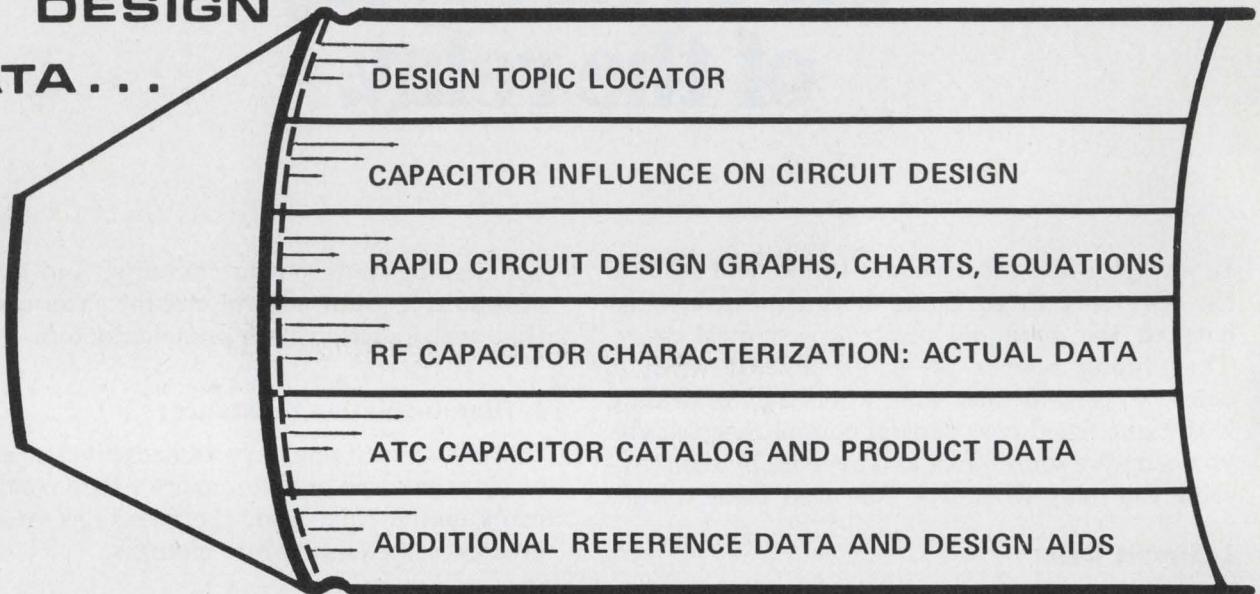 DESIGN
TA...
DESIGN TOPIC LOCATOR
CAPACITOR INFLUENCE ON CIRCUIT DESIGN
RAPID CIRCUIT DESIGN GRAPHS, CHARTS, EQUATIONS
RF CAPACITOR CHARACTERIZATION: ACTUAL DATA
ATC CAPACITOR CATALOG AND PRODUCT DATA
ADDITIONAL REFERENCE DATA AND DESIGN AIDS